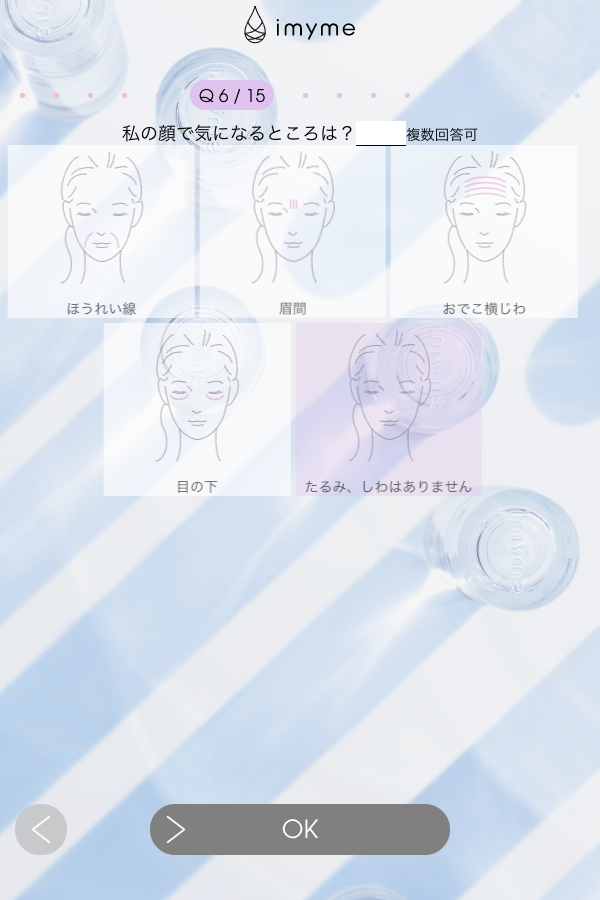 imyme
Q 6 / 15
私の顔で気になるところは？ 複数回答可
ほうれい線
眉間
おでこ横じわ
目の下
たるみ、しわはありません
imyme
OK